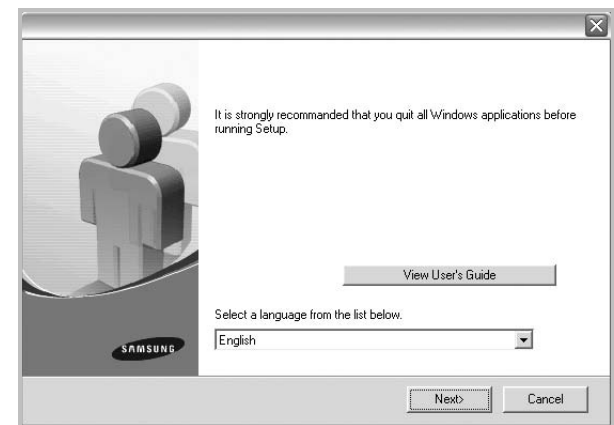 It is strongly recommanded that you quit all Windows applications before
running Setup.
View User's Guide
Select a language from the list below.
English
SAMSUNG
Next>
Cancel